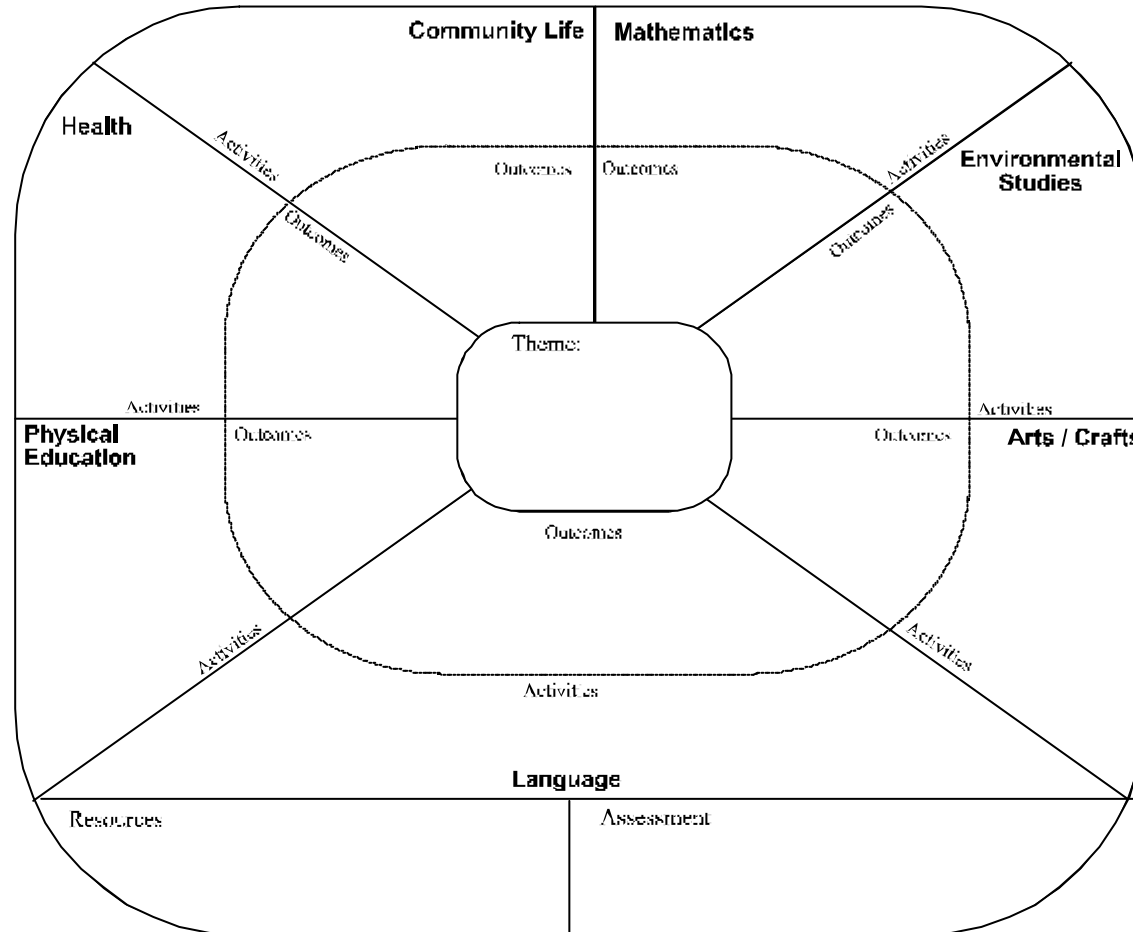 Community Life
Mathematics
Health
Activities
Outcomes
Outcomes
Activities
Environmental
Studies
Outcomes
Outcomes
Theme:
Activities
Activities
Physical
Education
Outcomes
Outcomes
Arts / Crafts
Outcomes
Activities
Activities
Activities
Language
Resources
Assessment